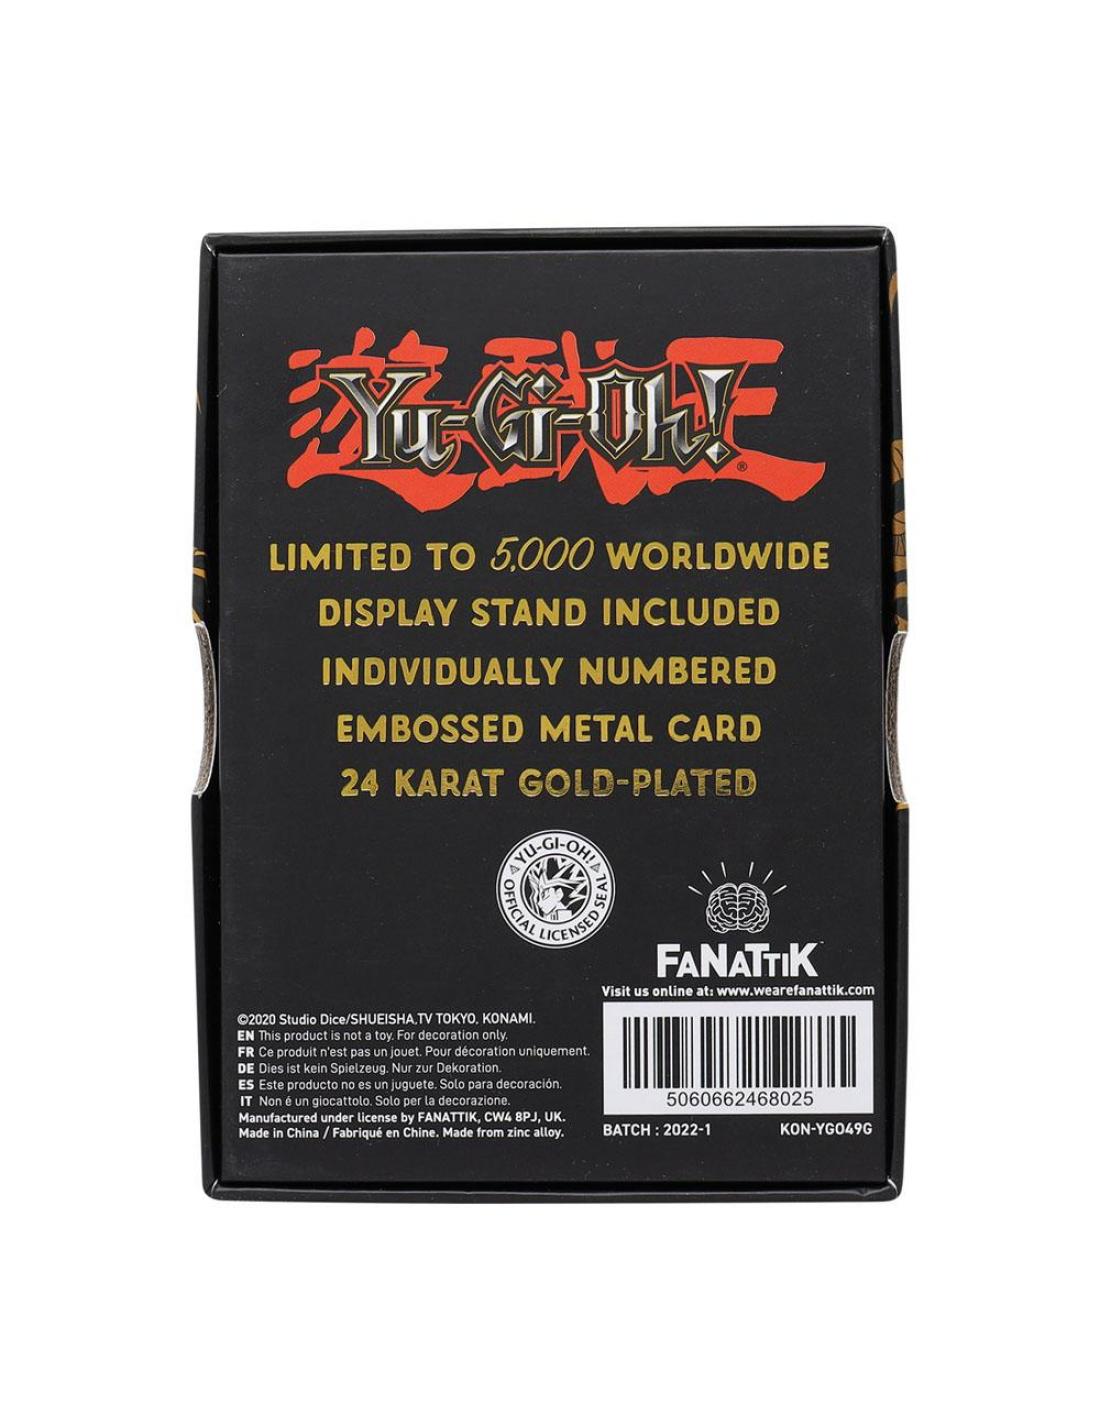 遊戯王
Yu-Gi-Oh!®
LIMITED TO 5,000 WORLDWIDE
DISPLAY STAND INCLUDED
INDIVIDUALLY NUMBERED
EMBOSSED METAL CARD
24 KARAT GOLD-PLATED
YU-GI-OH!
OFFICIAL LICENSED SEAL
FANATTIK™
Visit us online at: www.wearefanattik.com
©2020 Studio Dice/SHUEISHA,TV TOKYO, KONAMI.
EN This product is not a toy. For decoration only.
FR Ce produit n'est pas un jouet. Pour décoration uniquement.
DE Dies ist kein Spielzeug. Nur zur Dekoration.
ES Este producto no es un juguete. Solo para decoración.
IT Non é un giocattolo. Solo per la decorazione.
Manufactured under license by FANATTIK, CW4 8PJ, UK.
Made in China / Fabriqué en Chine. Made from zinc alloy.
5060662468025
BATCH : 2022-1 KON-YGO49G